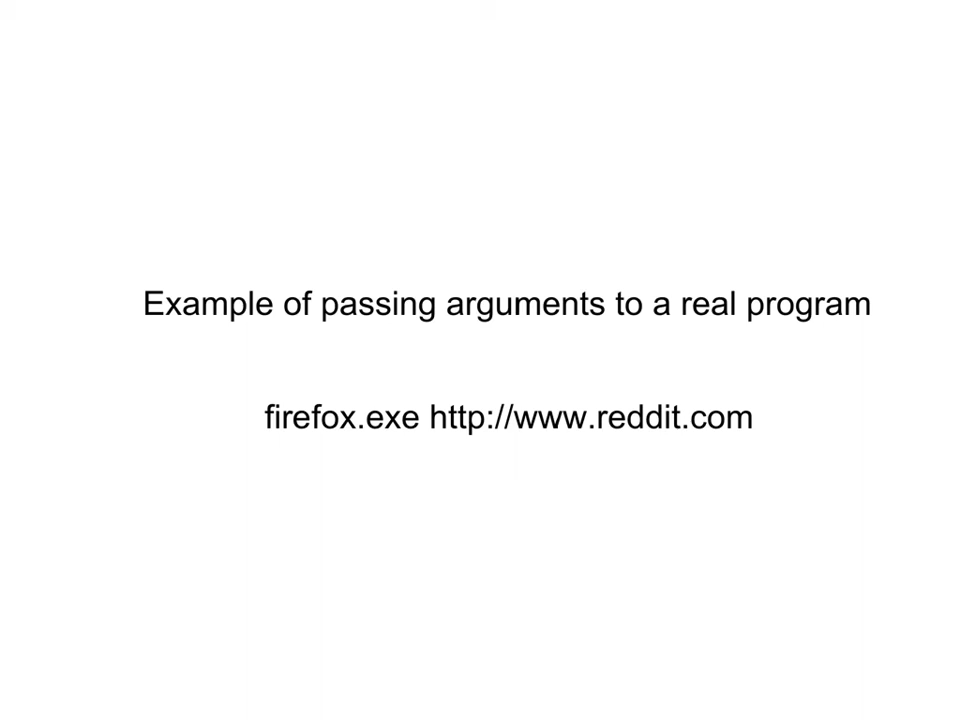 Example of passing arguments to a real program
firefox.exe http://www.reddit.com